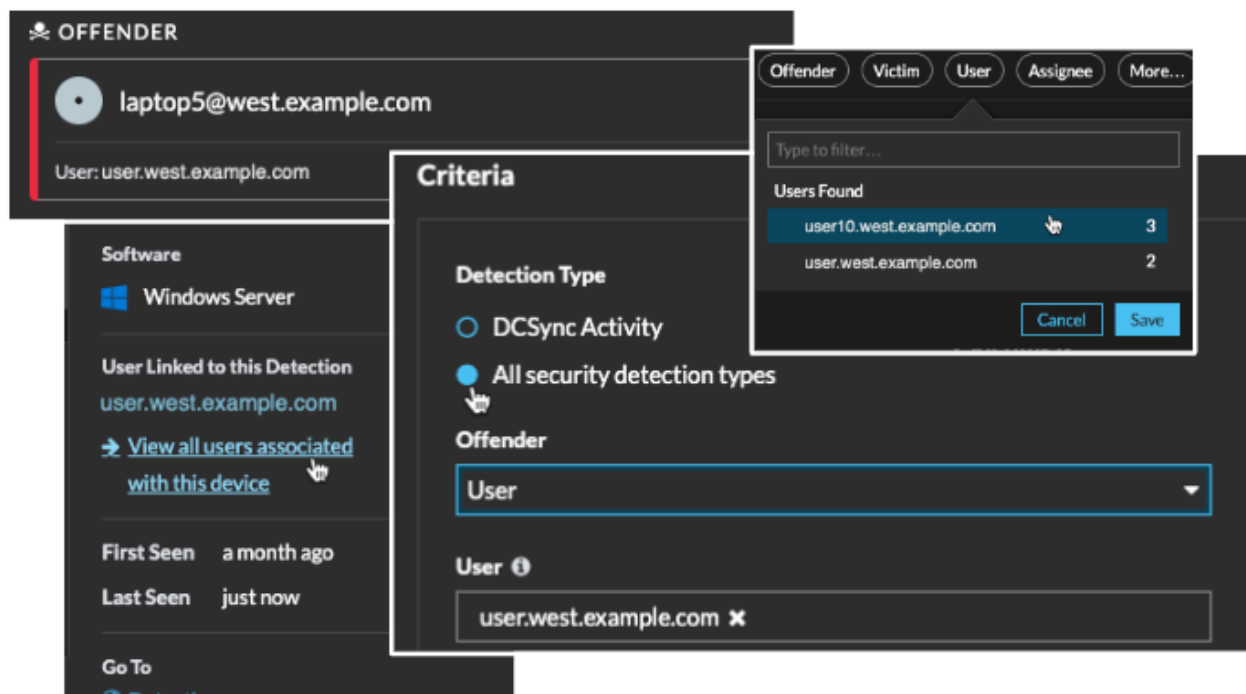 OFFENDER
laptop5@west.example.com
User: user.west.example.com
Software
Windows Server
User Linked to this Detection
user.west.example.com
View all users associated
with this device
First Seen a month ago
Last Seen just now
Go To
Criteria
Detection Type
DCSync Activity
All security detection types
Offender
User
User
user.west.example.com
Offender Victim User Assignee More...
Type to filter...
Users Found
user10.west.example.com 3
user.west.example.com 2
Cancel Save